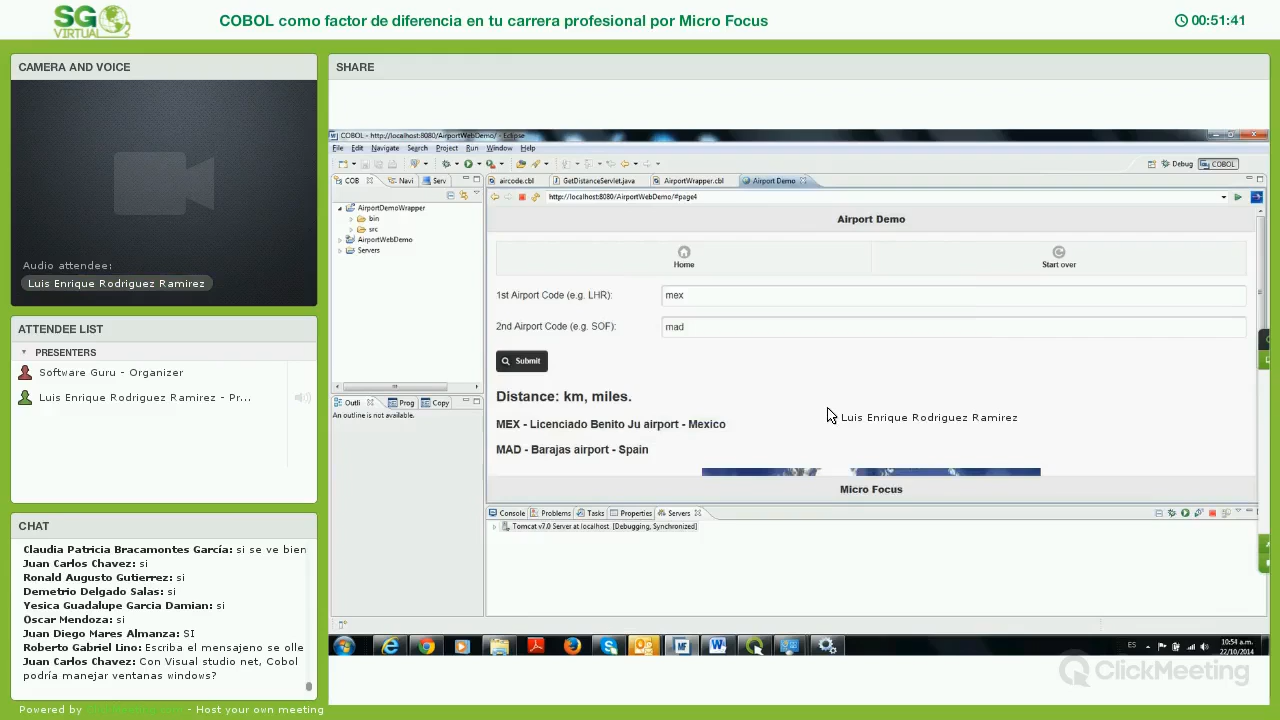 SG
VIRTUAL
COBOL como factor de diferencia en tu carrera profesional por Micro Focus
00:51:41
CAMERA AND VOICE
Audio attendee:
Luis Enrique Rodriguez Ramirez
ATTENDEE LIST
PRESENTERS
Software Guru - Organizer
Luis Enrique Rodriguez Ramirez - Pr...
CHAT
Claudia Patricia Bracamontes García: si se ve bien
Juan Carlos Chavez: si
Ronald Augusto Gutierrez: si
Demetrio Delgado Salas: si
Yesica Guadalupe Garcia Damian: si
Oscar Mendoza: si
Juan Diego Mares Almanza: SI
Roberto Gabriel Lino: Escriba el mensajeno se olle
Juan Carlos Chavez: Con Visual studio net, Cobol
podría manejar ventanas windows?
Powered by ClickMeeting.com - Host your own meeting
SHARE
COBOL - http://localhost:8080/AirportWebDemo/ - Eclipse
File Edit Navigate Search Project Run Window Help
Debug COBOL
COB Navi Serv
AirportDemoWrapper
bin
src
AirportWebDemo
Servers
Outli Prog Copy
An outline is not available.
aircode.cbl GetDistanceServlet.java AirportWrapper.cbl Airport Demo
http://localhost:8080/AirportWebDemo/#page4
Airport Demo
Home Start over
1st Airport Code (e.g. LHR): mex
2nd Airport Code (e.g. SOF): mad
Submit
Distance: km, miles.
Luis Enrique Rodriguez Ramirez
MEX - Licenciado Benito Ju airport - Mexico
MAD - Barajas airport - Spain
Micro Focus
Console Problems Tasks Properties Servers
Tomcat v7.0 Server at localhost [Debugging, Synchronized]
ES 10:54 a.m.
22/10/2014
ClickMeeting